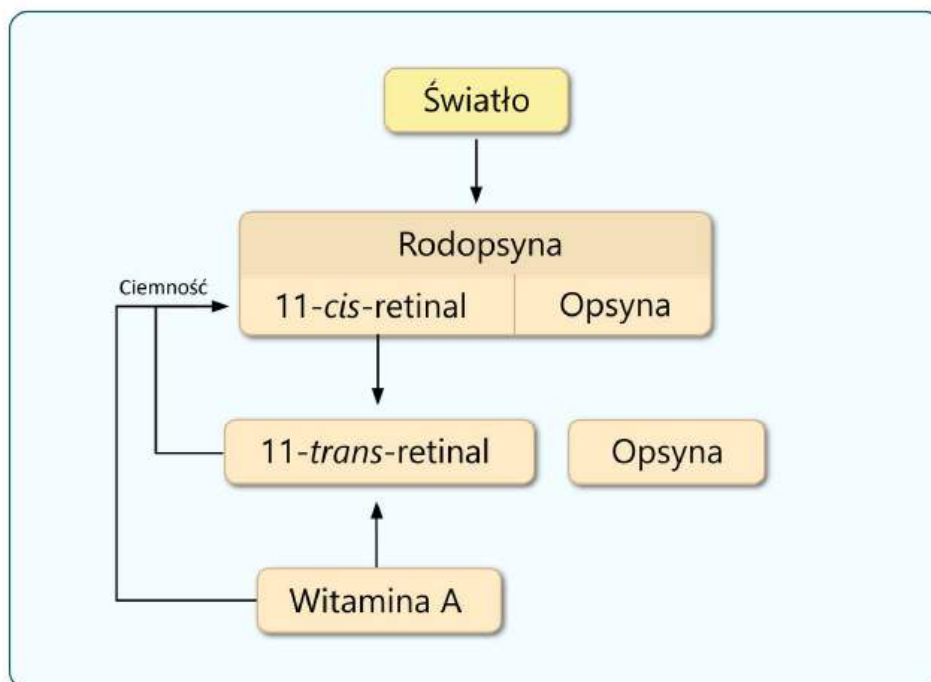 Światło
Rodopsyna
Ciemność
11-cis-retinal
Opsyna
11-trans-retinal
Opsyna
Witamina A